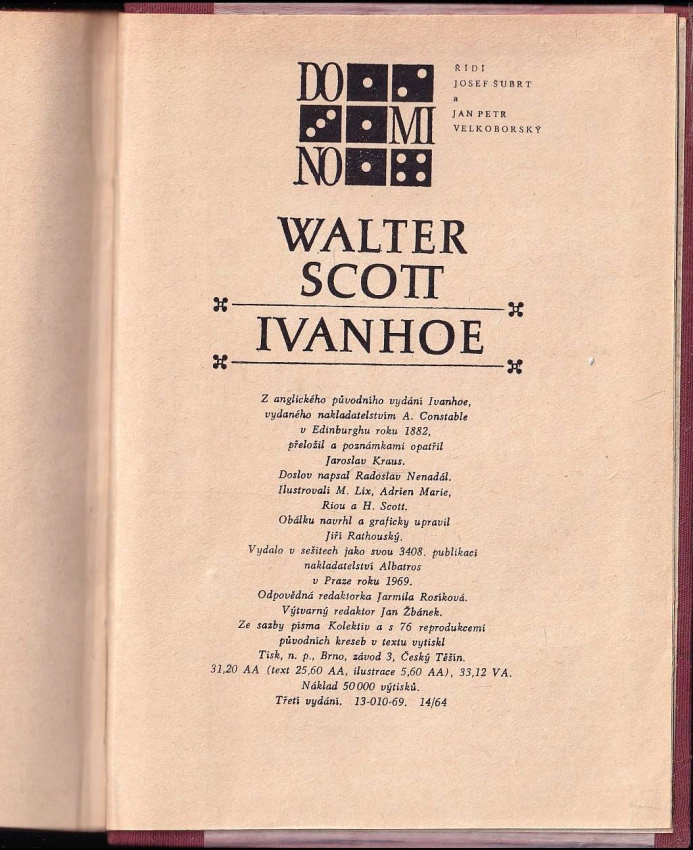 DO
MI
NO
ŘÍDÍ
JOSEF ŠUBRT
a
JAN PETR
VELKOBORSKÝ
WALTER
SCOTT
IVANHOE
Z anglického původního vydání Ivanhoe,
vydaného nakladatelstvím A. Constable
v Edinburghu roku 1882,
přeložil a poznámkami opatřil
Jaroslav Kraus.
Doslov napsal Radoslav Nenadál.
Ilustrovali M. Lix, Adrien Marie,
Riou a H. Scott.
Obálku navrhl a graficky upravil
Jiří Rathouský.
Vydalo v sešitech jako svou 3408. publikaci
nakladatelství Albatros
v Praze roku 1969.
Odpovědná redaktorka Jarmila Rosíková.
Výtvarný redaktor Jan Žbánek.
Ze sazby písma Kolektiv a s 76 reprodukcemi
původních kreseb v textu vytiskl
Tisk, n. p., Brno, závod 3, Český Těšín.
31,20 AA (text 25,60 AA, ilustrace 5,60 AA), 33,12 VA.
Náklad 50 000 výtisků.
Třetí vydání. 13-010-69. 14/64